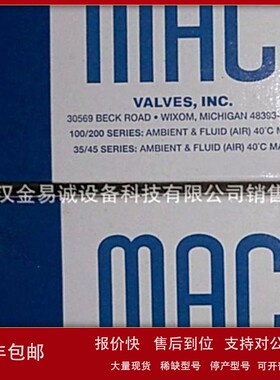 MAC
VALVES, INC.
30569 BECK ROAD • WIXOM, MICHIGAN 48393-
100/200 SERIES: AMBIENT & FLUID (AIR) 40°C MA
35/45 SERIES: AMBIENT & FLUID (AIR) 40°C MA
汉金易诚设备科技有限公司销售
MAC
年包邮
报价快 售后到位 支持对公
大量现货 稀缺型号 停产型号 可开